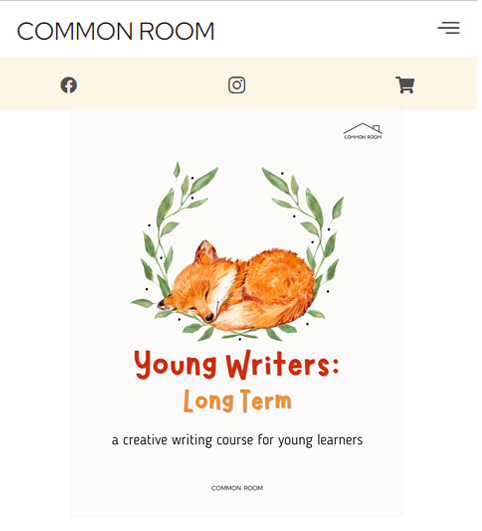 COMMON ROOM
COMMON ROOM
Young Writers:
Long Term
a creative writing course for young learners
COMMON ROOM